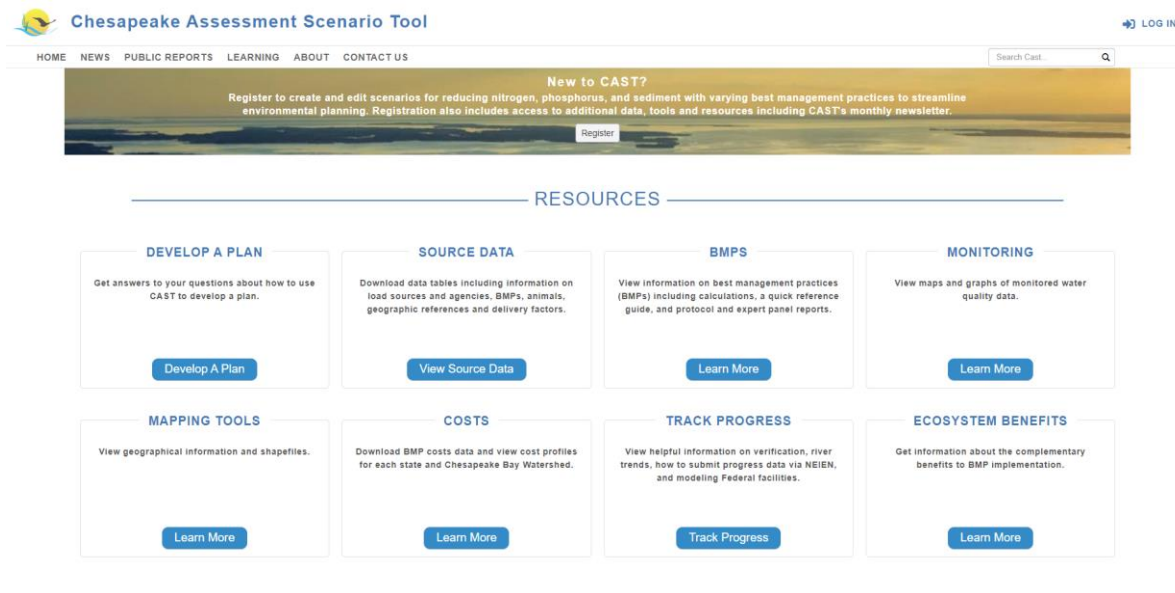 Chesapeake Assessment Scenario Tool
LOG IN
HOME NEWS PUBLIC REPORTS LEARNING ABOUT CONTACT US
Search Cast...
New to CAST?
Register to create and edit scenarios for reducing nitrogen, phosphorus, and sediment with varying best management practices to streamline
environmental planning. Registration also includes access to additional data, tools and resources including CAST's monthly newsletter.
Register
RESOURCES
DEVELOP A PLAN
Get answers to your questions about how to use
CAST to develop a plan.
Develop A Plan
SOURCE DATA
Download data tables including information on
load sources and agencies, BMPs, animals,
geographic references and delivery factors.
View Source Data
BMPS
View information on best management practices
(BMPs) including calculations, a quick reference
guide, and protocol and expert panel reports.
Learn More
MONITORING
View maps and graphs of monitored water
quality data.
Learn More
MAPPING TOOLS
View geographical information and shapefiles.
Learn More
COSTS
Download BMP costs data and view cost profiles
for each state and Chesapeake Bay Watershed.
Learn More
TRACK PROGRESS
View helpful information on verification, river
trends, how to submit progress data via NEIEN,
and modeling Federal facilities.
Track Progress
ECOSYSTEM BENEFITS
Get information about the complementary
benefits to BMP implementation.
Learn More